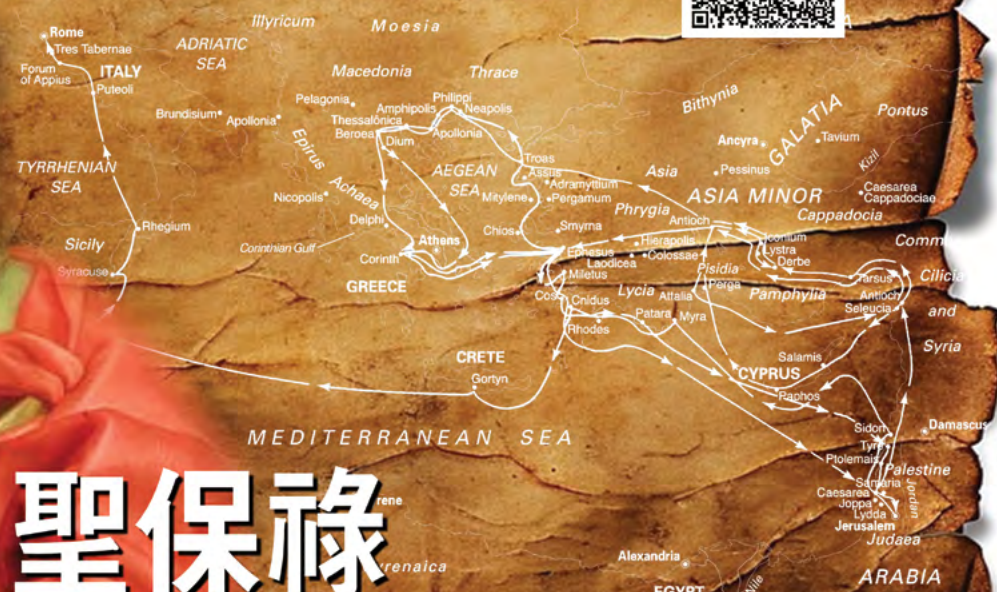 Rome
Tres Tabernae
Forum
of Appius
ITALY
Puteoli
Illyricum
Moesia
ADRIATIC
SEA
Macedonia
Thrace
Pelagonia
Philippi
Amphipolis
Neapolis
Thessalônica
Beroea
Apollonia
Dium
Brundisium
Apollonia
Epirus
Bithynia
GALATIA
Pontus
Ancyra
Tavium
Kizil
TYRRHENIAN
SEA
AEGEAN
SEA
Troas
Assus
Adramyttium
Mitylene
Pergamum
Asia
Pessinus
ASIA MINOR
Caesarea
Cappadociae
Nicopolis
Achaea
Phrygia
Cappadocia
Delphi
Antioch
Rhegium
Chios
Smyrna
Sicily
Corinthian Gulf
Athens
Hierapolis
Iconium
Corinth
Ephesus
Lystra
Laodicea
Colossae
Derbe
Syracuse
Miletus
Pisidia
Tarsus
Cilicia
GREECE
Cos
Lycia
Perga
Attalia
Pamphylia
Antioch
Cnidus
Seleucia
and
Patara
Myra
Rhodes
Syria
CRETE
Salamis
Gortyn
CYPRUS
Paphos
MEDITERRANEAN SEA
Sidon
Damascus
Tyre
Ptolemais
Palestine
Samaria
Caesarea
Jordan
Joppa
Lydda
Jerusalem
Judaea
聖保祿
Alexandria
EGYPT
Nile
ARABIA